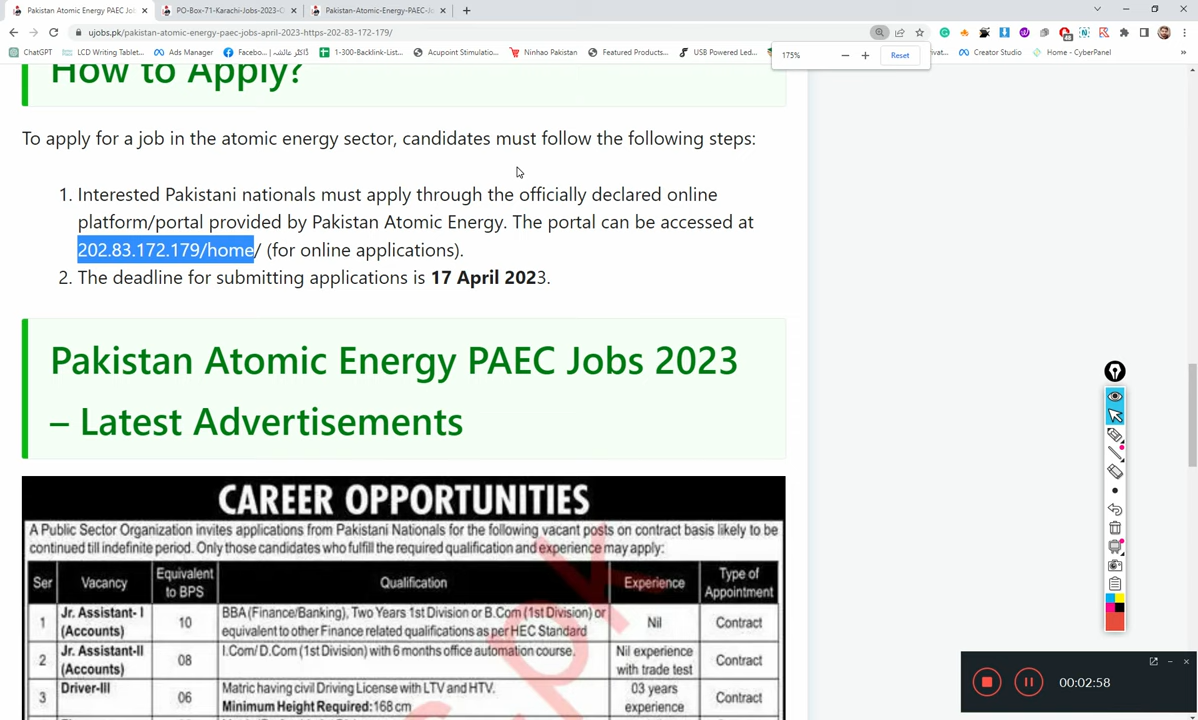 Pakistan Atomic Energy PAEC Job
PO-Box-71-Karachi-Jobs-2023-O
Pakistan-Atomic-Energy-PAEC-Jo
ujobs.pk/pakistan-atomic-energy-paec-jobs-april-2023-https-202-83-172-179/
ChatGPT
LCD Writing Tablet...
Ads Manager
Facebo...
1-300-Backlink-List...
Acupoint Stimulatio...
Ninhao Pakistan
Featured Products...
USB Powered Led...
Creator Studio
Home - CyberPanel
175%
Reset
How to Apply?
To apply for a job in the atomic energy sector, candidates must follow the following steps:
1. Interested Pakistani nationals must apply through the officially declared online
platform/portal provided by Pakistan Atomic Energy. The portal can be accessed at
202.83.172.179/home/ (for online applications).
2. The deadline for submitting applications is 17 April 2023.
Pakistan Atomic Energy PAEC Jobs 2023
– Latest Advertisements
CAREER OPPORTUNITIES
A Public Sector Organization invites applications from Pakistani Nationals for the following vacant posts on contract basis likely to be
continued till indefinite period. Only those candidates who fulfill the required qualification and experience may apply:
Ser Vacancy Equivalent to BPS Qualification Experience Type of Appointment
1 Jr. Assistant- I (Accounts) 10 BBA (Finance/Banking), Two Years 1st Division or B.Com (1st Division) or equivalent to other Finance related qualifications as per HEC Standard Nil Contract
2 Jr. Assistant-II (Accounts) 08 I.Com/ D.Com (1st Division) with 6 months office automation course. Nil experience with trade test Contract
3 Driver-III 06 Matric having civil Driving License with LTV and HTV. Minimum Height Required: 168 cm 03 years experience Contract
00:02:58